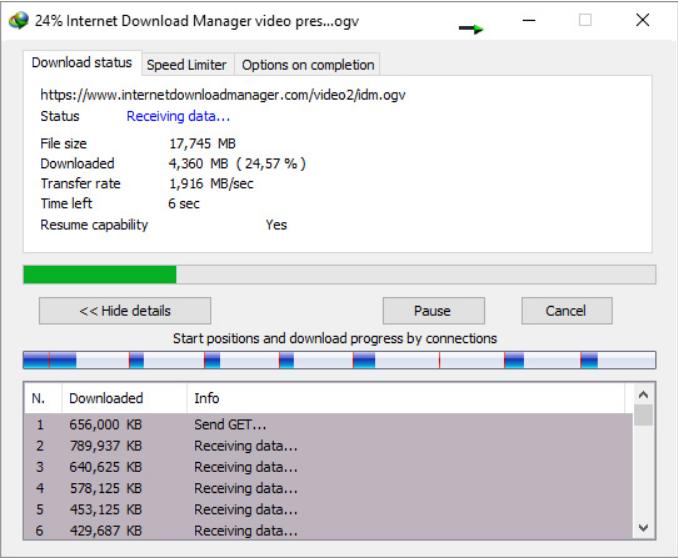 24% Internet Download Manager video pres...ogv
Download status Speed Limiter Options on completion
https://www.internetdownloadmanager.com/video2/idm.ogv
Status Receiving data...
File size 17,745 MB
Downloaded 4,360 MB ( 24,57 % )
Transfer rate 1,916 MB/sec
Time left 6 sec
Resume capability Yes
<< Hide details Pause Cancel
Start positions and download progress by connections
N. Downloaded Info
1 656,000 KB Send GET...
2 789,937 KB Receiving data...
3 640,625 KB Receiving data...
4 578,125 KB Receiving data...
5 453,125 KB Receiving data...
6 429,687 KB Receiving data...